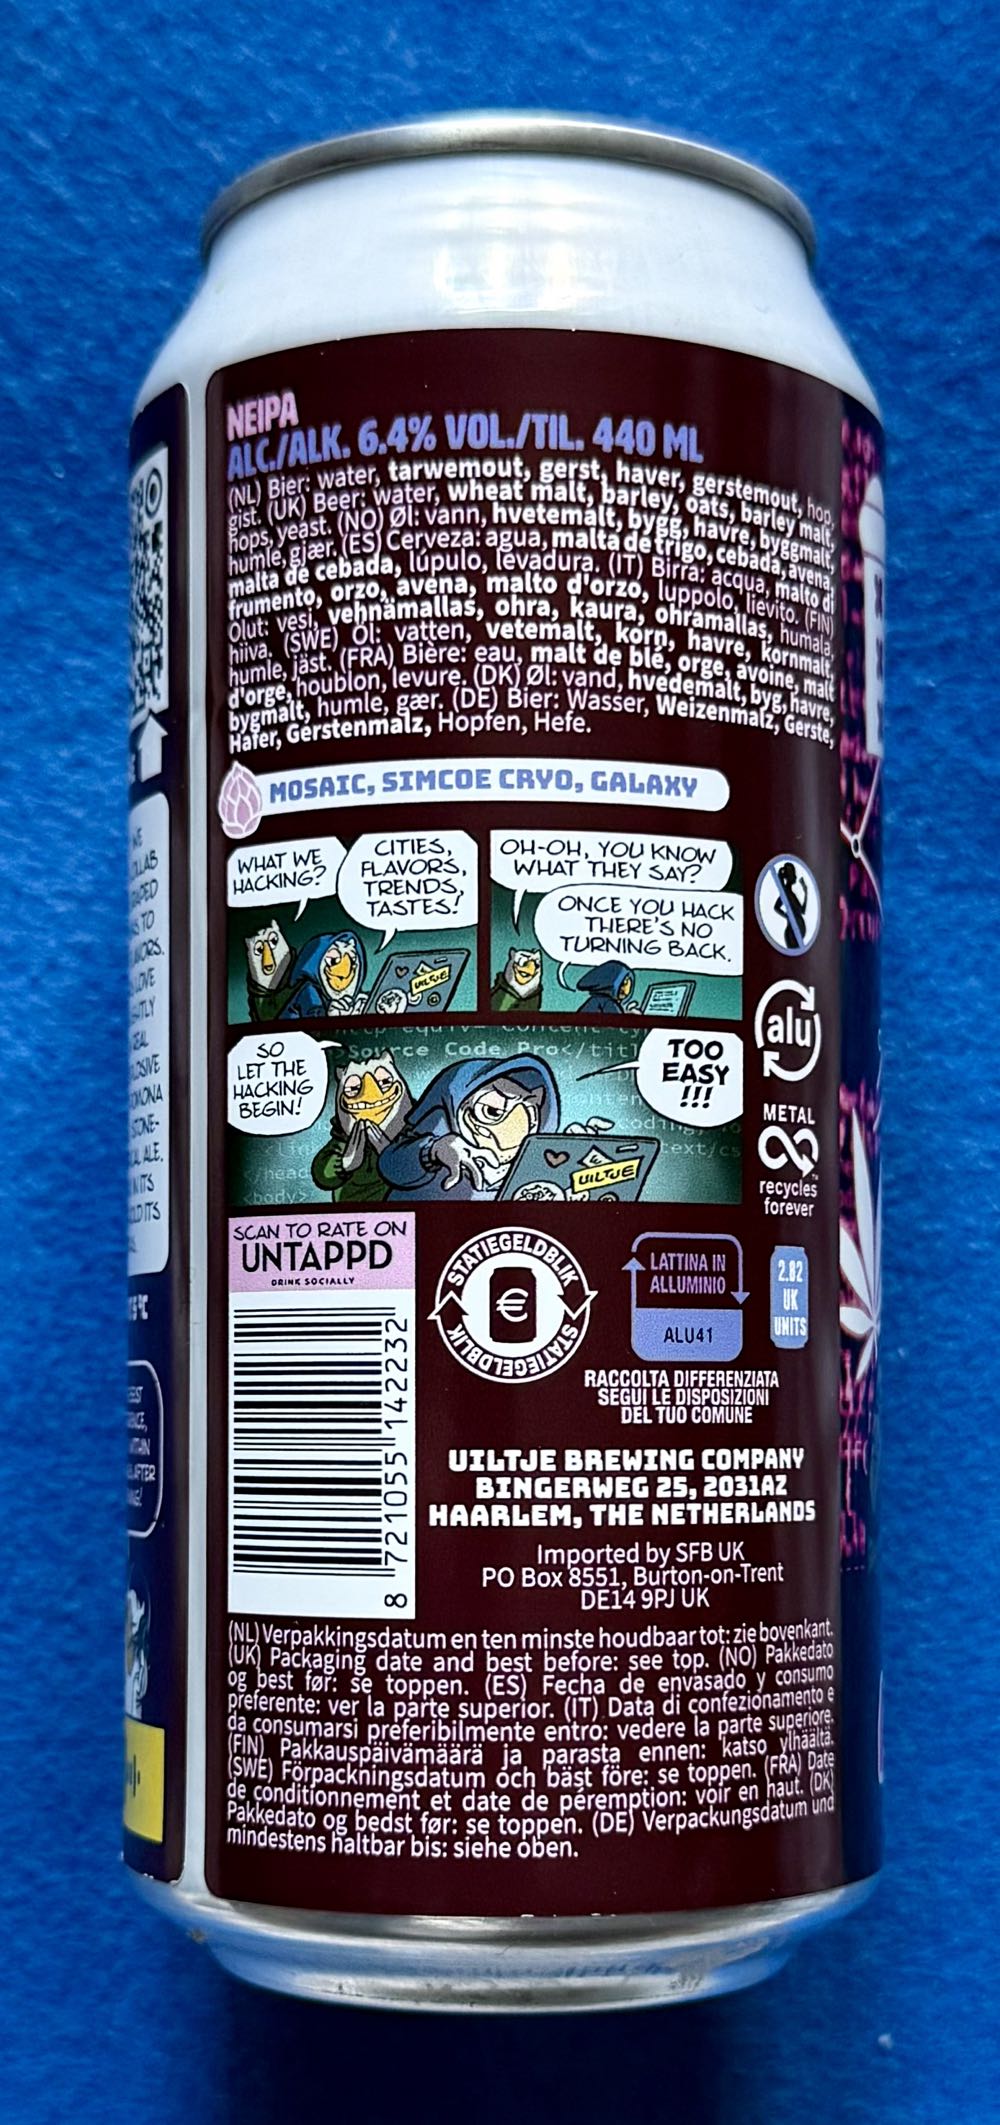 NEIPA
ALC./ALK. 6.4% VOL./TIL. 440 ML
(NL) Bier: water, tarwemout, gerst, haver, gerstemout, hop,
gist. (UK) Beer: water, wheat malt, barley, oats, barley malt,
hops, yeast. (NO) Øl: vann, hvetemalt, bygg, havre, byggmalt,
humle, gjær. (ES) Cerveza: agua, malta de trigo, cebada, avena,
malta de cebada, lúpulo, levadura. (IT) Birra: acqua, malto di
frumento, orzo, avena, malto d'orzo, luppolo, lievito. (FIN)
Olut: vesi, vehnämallas, ohra, kaura, ohramallas, humala,
hiiva. (SWE) Öl: vatten, vetemalt, korn, havre, kornmalt,
humle, jäst. (FRA) Bière: eau, malt de blé, orge, avoine, malt
d'orge, houblon, levure. (DK) Øl: vand, hvedemalt, byg, havre,
bygmalt, humle, gær. (DE) Bier: Wasser, Weizenmalz, Gerste,
Hafer, Gerstenmalz, Hopfen, Hefe.
MOSAIC, SIMCOE CRYO, GALAXY
WHAT WE
HACKING?
CITIES,
FLAVORS,
TRENDS,
TASTES!
UILTJE
OH-OH, YOU KNOW
WHAT THEY SAY?
ONCE YOU HACK
THERE'S NO
TURNING BACK.
SO
LET THE
HACKING
BEGIN!
Source Code Pro</titl
text/cs
/head
<body>
TOO
EASY
!!!
UILTJE
alu
METAL
recycles
forever
SCAN TO RATE ON
UNTAPPD
DRINK SOCIALLY
8 721055 142232
STATIEGELDBLIK
€
STATIEGELDBLIK
LATTINA IN
ALLUMINIO
ALU41
2.82
UK
UNITS
RACCOLTA DIFFERENZIATA
SEGUI LE DISPOSIZIONI
DEL TUO COMUNE
UILTJE BREWING COMPANY
BINGERWEG 25, 2031AZ
HAARLEM, THE NETHERLANDS
Imported by SFB UK
PO Box 8551, Burton-on-Trent
DE14 9PJ UK
(NL) Verpakkingsdatum en ten minste houdbaar tot: zie bovenkant.
(UK) Packaging date and best before: see top. (NO) Pakkedato
og best før: se toppen. (ES) Fecha de envasado y consumo
preferente: ver la parte superior. (IT) Data di confezionamento e
da consumarsi preferibilmente entro: vedere la parte superiore.
(FIN) Pakkauspäivämäärä ja parasta ennen: katso ylhäältä.
(SWE) Förpackningsdatum och bäst före: se toppen. (FRA) Date
de conditionnement et date de péremption: voir en haut. (DK)
Pakkedato og bedst før: se toppen. (DE) Verpackungsdatum und
mindestens haltbar bis: siehe oben.